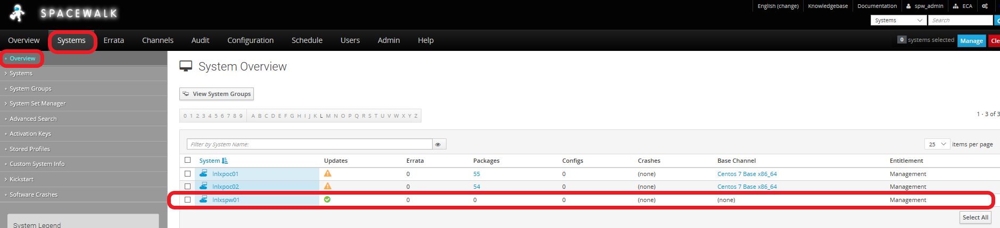 SPACEWALK
English (change) Knowledgebase Documentation spw_admin ECA
Systems Search
Overview Systems Errata Channels Audit Configuration Schedule Users Admin Help
0 systems selected Manage Cle
Overview
Systems
System Groups
System Set Manager
Advanced Search
Activation Keys
Stored Profiles
Custom System Info
Kickstart
Software Crashes
System Legend
System Overview
View System Groups
0 1 2 3 4 5 6 7 8 9 A B C D E F G H I J K L M N O P Q R S T U V W X Y Z
1 - 3 of 3
Filter by System Name: 25 items per page
System Updates Errata Packages Configs Crashes Base Channel Entitlement
lnlxpoc01 0 55 0 (none) Centos 7 Base x86_64 Management
lnlxpoc02 0 54 0 (none) Centos 7 Base x86_64 Management
lnlxspw01 0 0 0 (none) (none) Management
Select All